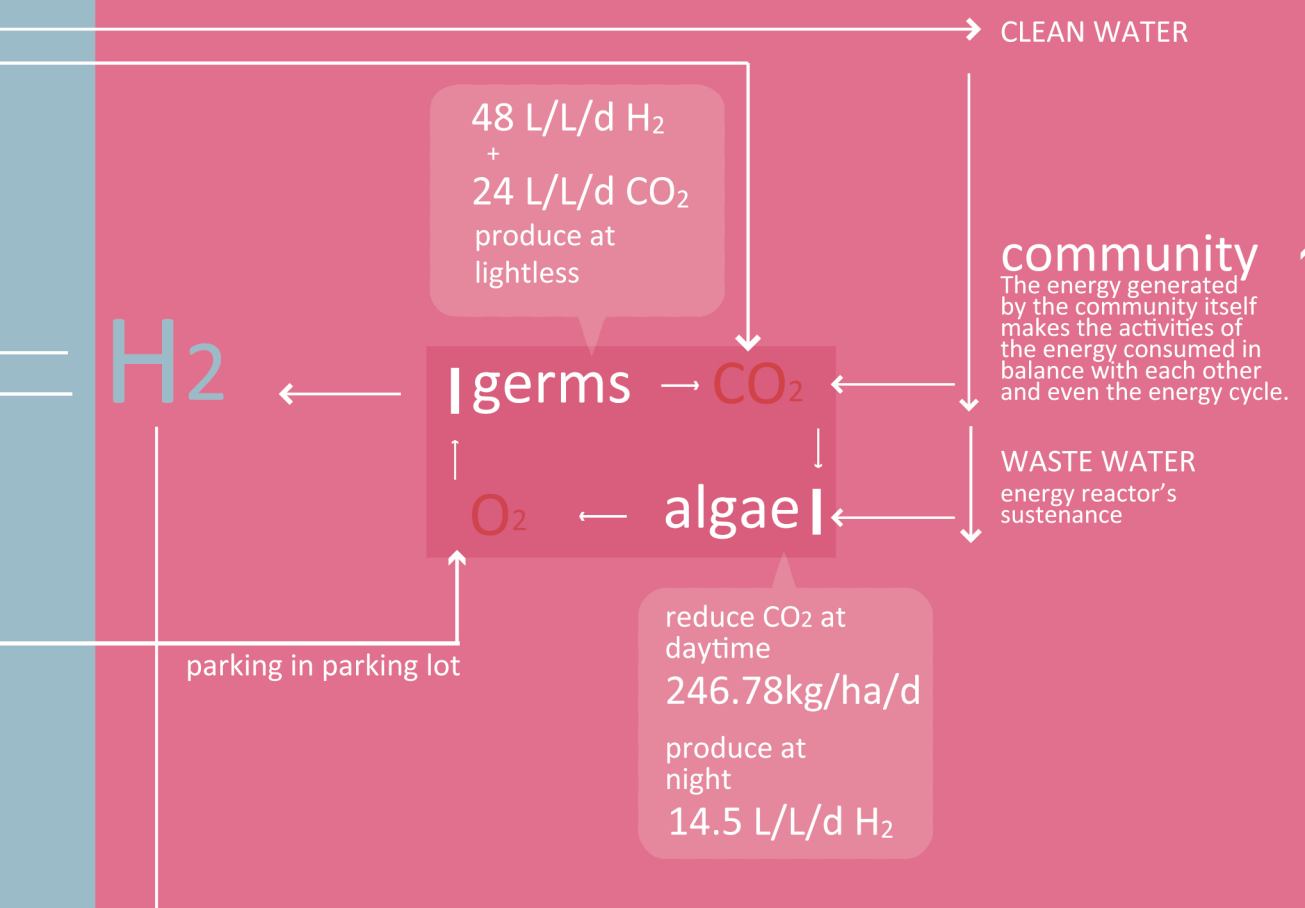 CLEAN WATER
48 L/L/d H₂
+
24 L/L/d CO₂
produce at
lightless
community
The energy generated
by the community itself
makes the activities of
the energy consumed in
balance with each other
and even the energy cycle.
H₂
germs
CO₂
WASTE WATER
energy reactor's
sustenance
O₂
algae
parking in parking lot
reduce CO₂ at
daytime
246.78kg/ha/d
produce at
night
14.5 L/L/d H₂